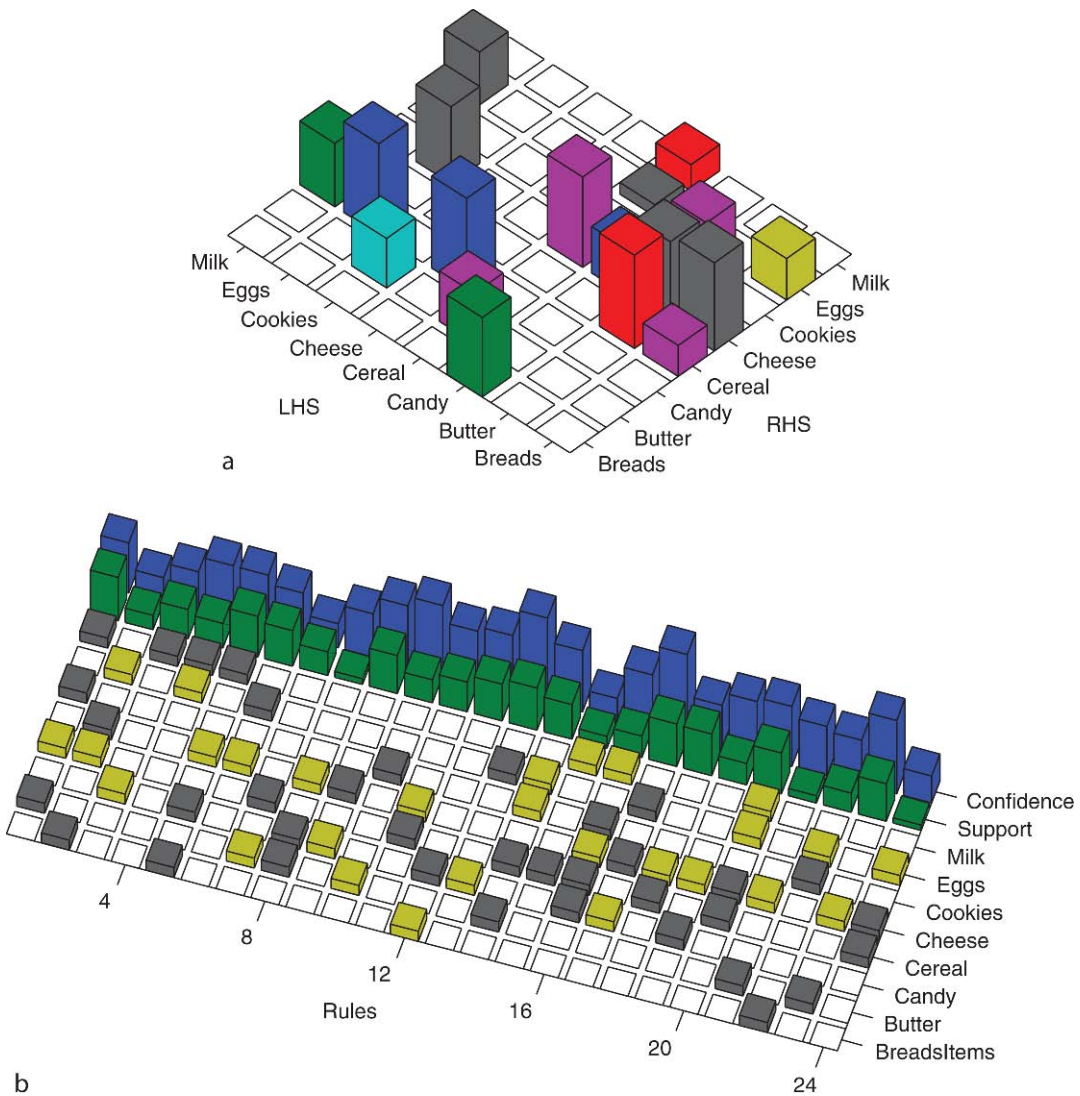 Milk
Eggs
Cookies
Cheese
Cereal
Candy
Butter
Breads
LHS
Milk
Eggs
Cookies
Cheese
Cereal
Candy
Butter
Breads
RHS
a
Confidence
Support
Milk
Eggs
Cookies
Cheese
Cereal
Candy
Butter
BreadsItems
4
8
12
16
20
24
Rules
b